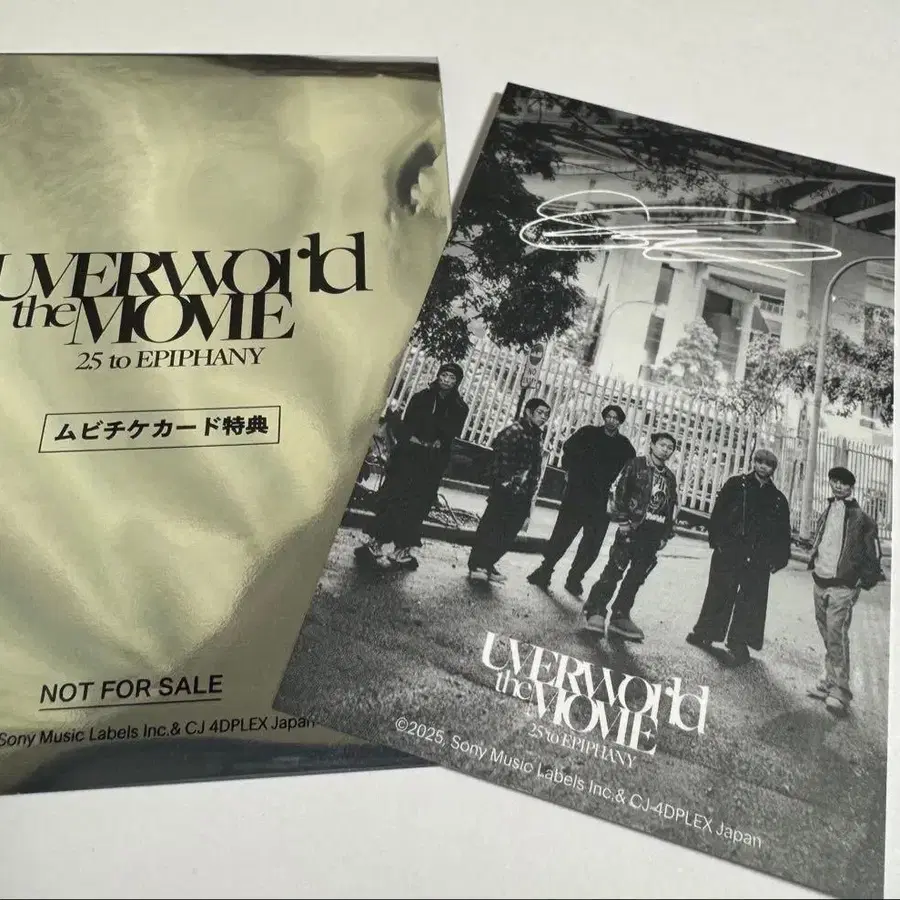 UVERworld
the MOVIE
25 to EPIPHANY
ムビチケカード特典
NOT FOR SALE
Sony Music Labels Inc.& CJ 4DPLEX Japan
UVERworld
the MOVIE
25 to EPIPHANY
©2025, Sony Music Labels Inc.& CJ 4DPLEX Japan